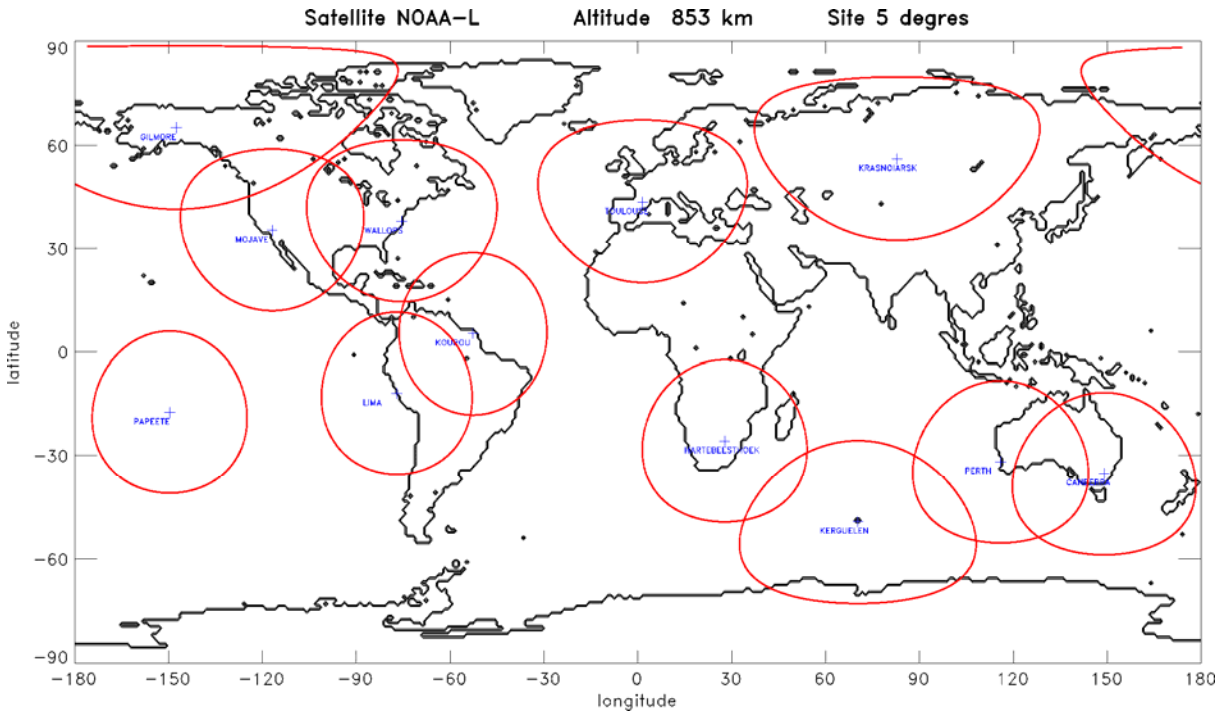 Satellite NOAA-L Altitude 853 km Site 5 degres
90
60
30
0
-30
-60
-90
latitude
GILMORE
KRASNOIARSK
TOULOUSE
WALLOPS
MOJAVE
KOUROU
LIMA
PAPEETE
HARTEBEESTHOEK
PERTH
CANBERRA
KERGUELEN
-180 -150 -120 -90 -60 -30 0 30 60 90 120 150 180
longitude